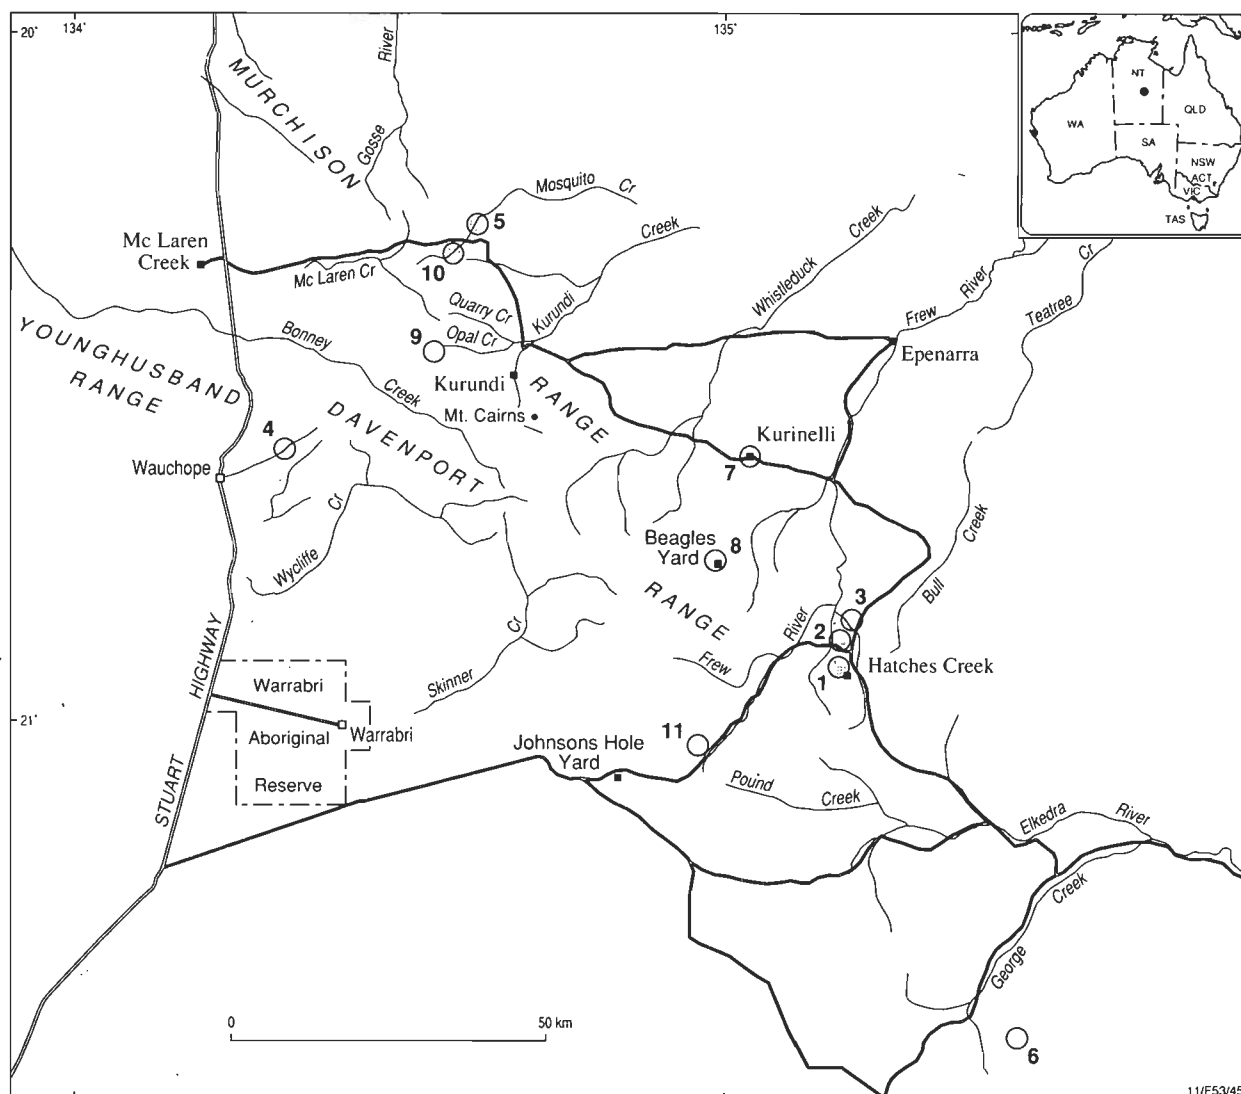 20°
134°
135°
River
Gosse
MURCHISON
Mosquito
Cr
5
Creek
10
Mc Laren
Creek
Mc Laren Cr
Quarry Cr
Kurundi
Opal Cr
9
Whistleduck
Creek
Frew
River
Teatree
Cr
Epenarra
YOUNGHUSBAND
RANGE
Bonney
Creek
Kurundi
Mt. Cairns
RANGE
DAVENPORT
4
Wauchope
Kurinelli
7
Wycliffe
Cr
Beagles
Yard
8
RANGE
Bull
Creek
3
2
1
Hatches Creek
River
Frew
Skinner
Cr
STUART
HIGHWAY
Warrabri
Warrabri
Aboriginal
Reserve
21°
11
Johnsons Hole
Yard
Pound
Creek
Elkedra
River
George
Creek
6
0
50 km
NT
WA
QLD
SA
NSW
ACT
VIC
TAS
11/F53/45